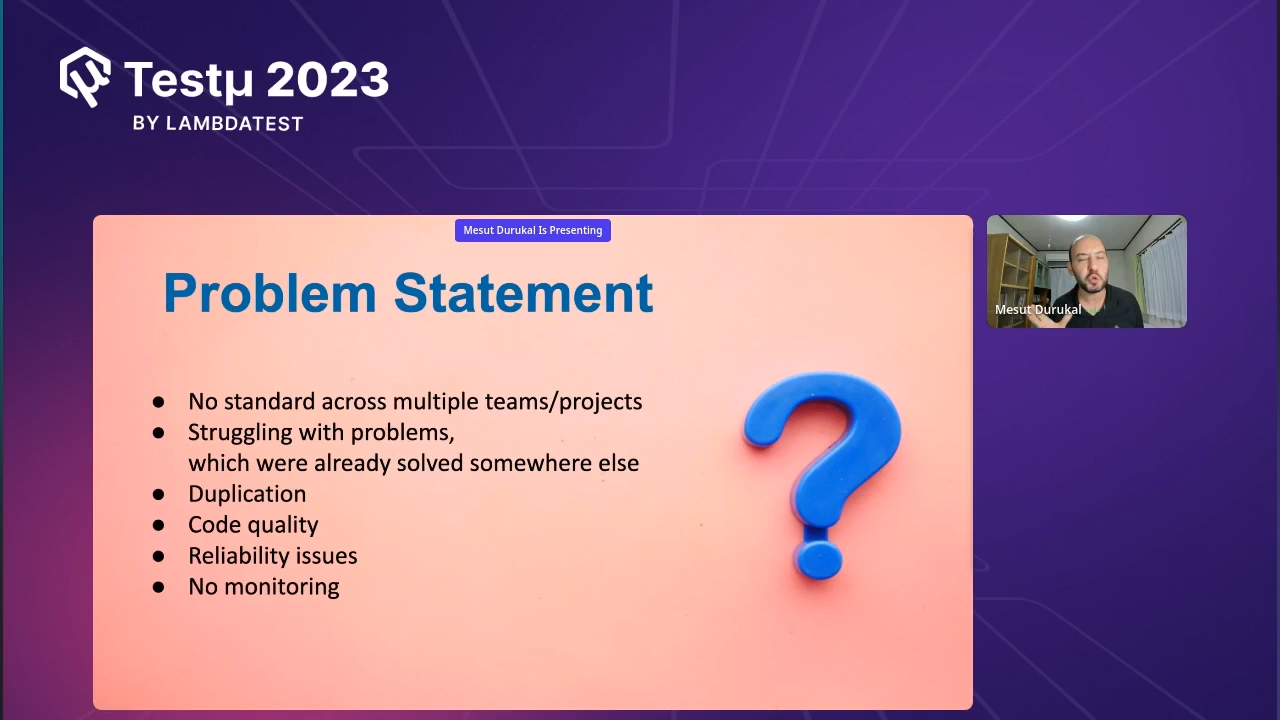 Testμ 2023
BY LAMBDATEST
Mesut Durukal Is Presenting
Problem Statement
● No standard across multiple teams/projects
● Struggling with problems,
which were already solved somewhere else
● Duplication
● Code quality
● Reliability issues
● No monitoring
Mesut Durukal